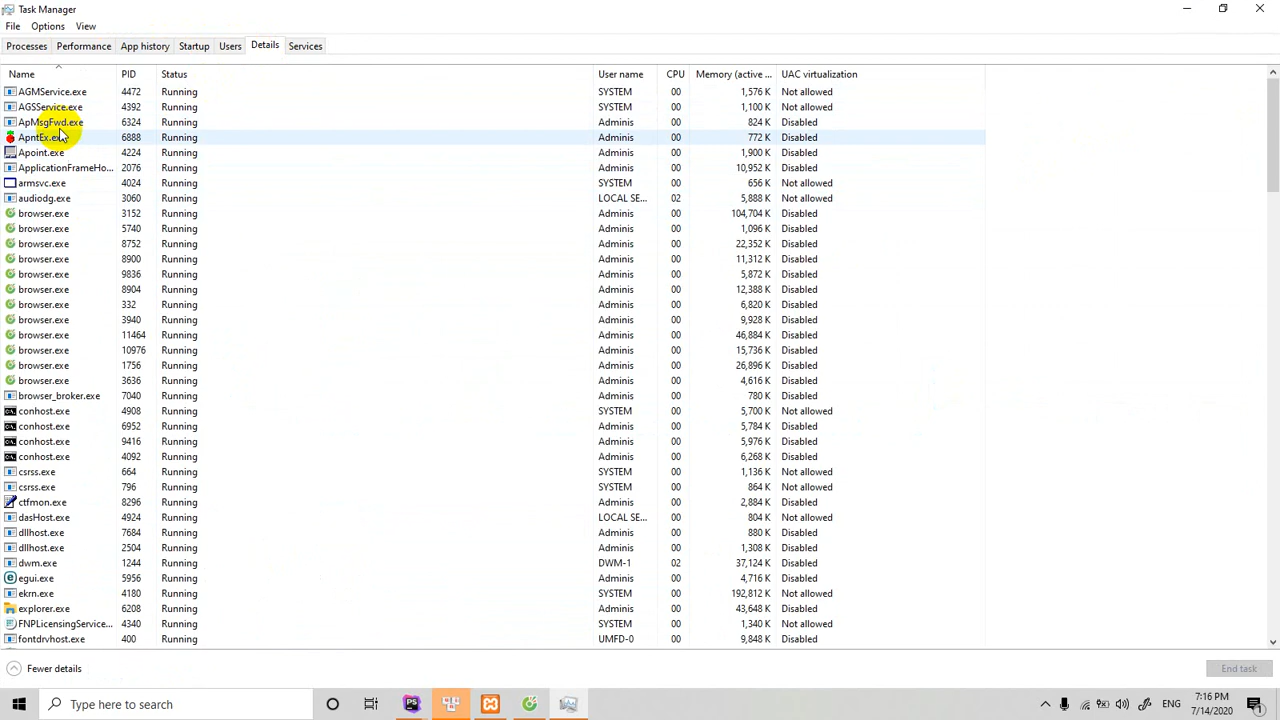 Task Manager
File Options View
Processes Performance App history Startup Users Details Services
Name PID Status User name CPU Memory (active ... UAC virtualization
AGMService.exe 4472 Running SYSTEM 00 1,576 K Not allowed
AGSService.exe 4392 Running SYSTEM 00 1,100 K Not allowed
ApMsgFwd.exe 6324 Running Adminis 00 824 K Disabled
ApntEx.exe 6888 Running Adminis 00 772 K Disabled
Apoint.exe 4224 Running Adminis 00 1,900 K Disabled
ApplicationFrameHo... 2076 Running Adminis 00 10,952 K Disabled
armsvc.exe 4024 Running SYSTEM 00 656 K Not allowed
audiodg.exe 3060 Running LOCAL SE... 02 5,888 K Not allowed
browser.exe 3152 Running Adminis 00 104,704 K Disabled
browser.exe 5740 Running Adminis 00 1,096 K Disabled
browser.exe 8752 Running Adminis 00 22,352 K Disabled
browser.exe 8900 Running Adminis 00 11,312 K Disabled
browser.exe 9836 Running Adminis 00 5,872 K Disabled
browser.exe 8904 Running Adminis 00 12,388 K Disabled
browser.exe 332 Running Adminis 00 6,820 K Disabled
browser.exe 3940 Running Adminis 00 9,928 K Disabled
browser.exe 11464 Running Adminis 00 46,884 K Disabled
browser.exe 10976 Running Adminis 00 15,736 K Disabled
browser.exe 1756 Running Adminis 00 26,896 K Disabled
browser.exe 3636 Running Adminis 00 4,616 K Disabled
browser_broker.exe 7040 Running Adminis 00 780 K Disabled
conhost.exe 4908 Running SYSTEM 00 5,700 K Not allowed
conhost.exe 6952 Running Adminis 00 5,784 K Disabled
conhost.exe 9416 Running Adminis 00 5,976 K Disabled
conhost.exe 4092 Running Adminis 00 6,268 K Disabled
csrss.exe 664 Running SYSTEM 00 1,136 K Not allowed
csrss.exe 796 Running SYSTEM 00 864 K Not allowed
ctfmon.exe 8296 Running Adminis 00 2,884 K Disabled
dasHost.exe 4924 Running LOCAL SE... 00 804 K Not allowed
dllhost.exe 7684 Running Adminis 00 880 K Disabled
dllhost.exe 2504 Running Adminis 00 1,308 K Disabled
dwm.exe 1244 Running DWM-1 02 37,124 K Disabled
egui.exe 5956 Running Adminis 00 4,716 K Disabled
ekrn.exe 4180 Running SYSTEM 00 192,812 K Not allowed
explorer.exe 6208 Running Adminis 00 43,648 K Disabled
FNPLicensingService... 4340 Running SYSTEM 00 1,340 K Not allowed
fontdrvhost.exe 400 Running UMFD-0 00 9,848 K Disabled
Fewer details End task
Type here to search PS ENG 7:16 PM
7/14/2020